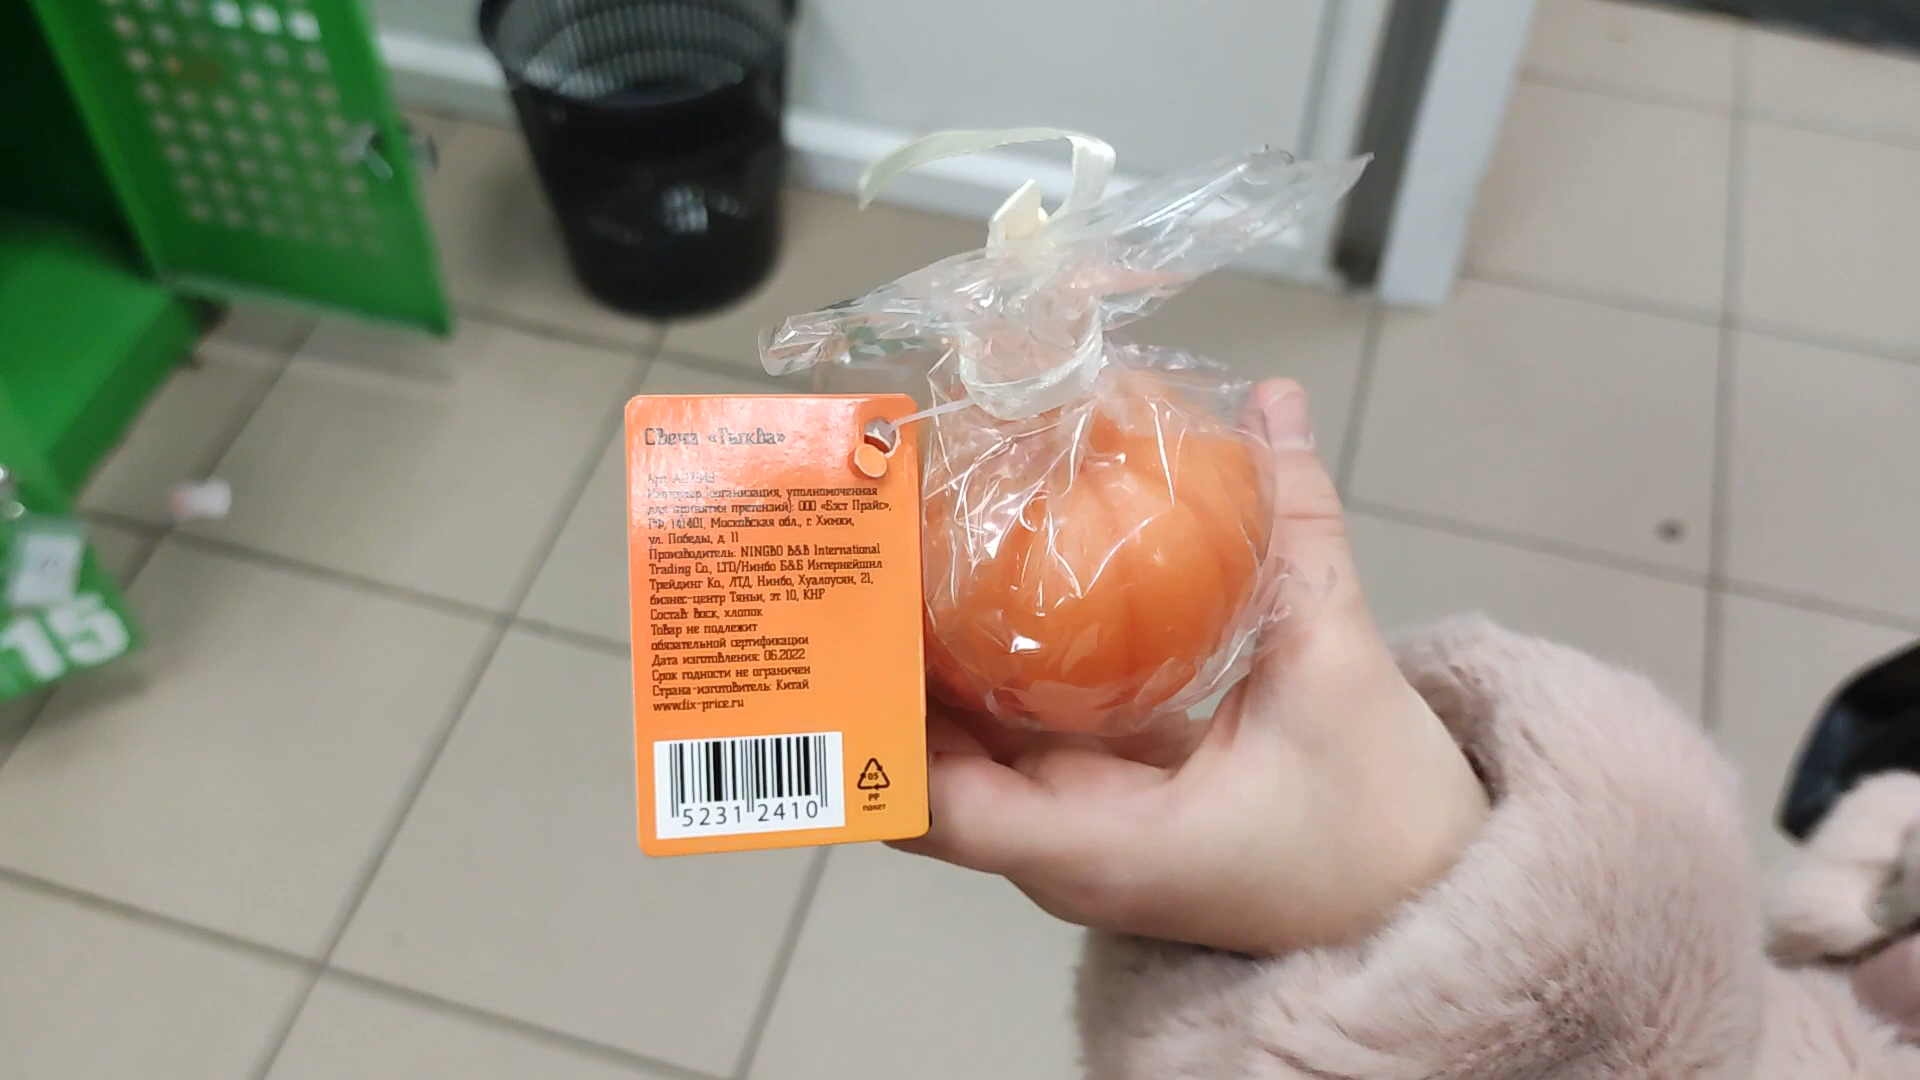 Свеча «Тыква»
Импортер (организация, уполномоченная
для принятия претензий): ООО «Бэст Прайс»,
РФ, 141401, Московская обл., г. Химки,
ул. Победы, д. 11
Производитель: NINGBO B&B International
Trading Co., LTD/Нинбо Б&Б Интернейшнл
Трейдинг Ко., ЛТД, Нинбо, Хуалоусян, 21,
бизнес-центр Тяньи, эт. 10, КНР
Состав: воск, хлопок
Товар не подлежит
обязательной сертификации
Дата изготовления: 06.2022
Срок годности не ограничен
Страна-изготовитель: Китай
www.fix-price.ru
5231 2410
05
PP
пакет
15